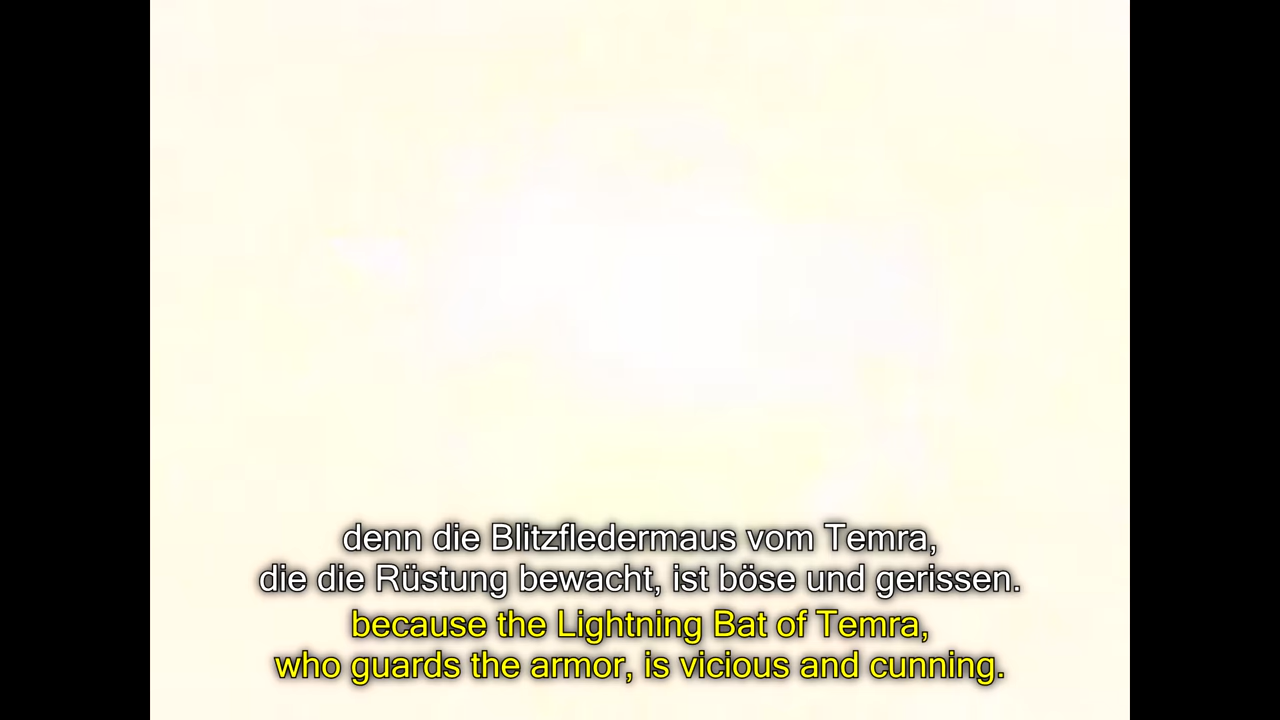 denn die Blitzfledermaus vom Temra,
die die Rüstung bewacht, ist böse und gerissen.
because the Lightning Bat of Temra,
who guards the armor, is vicious and cunning.